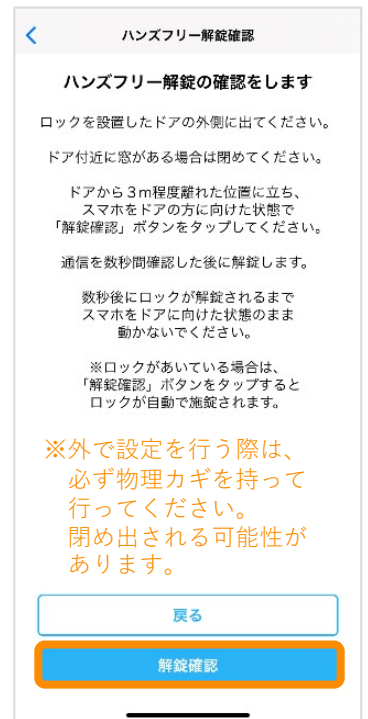 ハンズフリー解錠確認
ハンズフリー解錠の確認をします
ロックを設置したドアの外側に出てください。
ドア付近に窓がある場合は閉めてください。
ドアから3m程度離れた位置に立ち、
スマホをドアの方に向けた状態で
「解錠確認」ボタンをタップしてください。
通信を数秒間確認した後に解錠します。
数秒後にロックが解錠されるまで
スマホをドアに向けた状態のまま
動かないでください。
※ロックがあいている場合は、
「解錠確認」ボタンをタップすると
ロックが自動で施錠されます。
※外で設定を行う際は、
必ず物理カギを持って
行ってください。
閉め出される可能性が
あります。
戻る
解錠確認